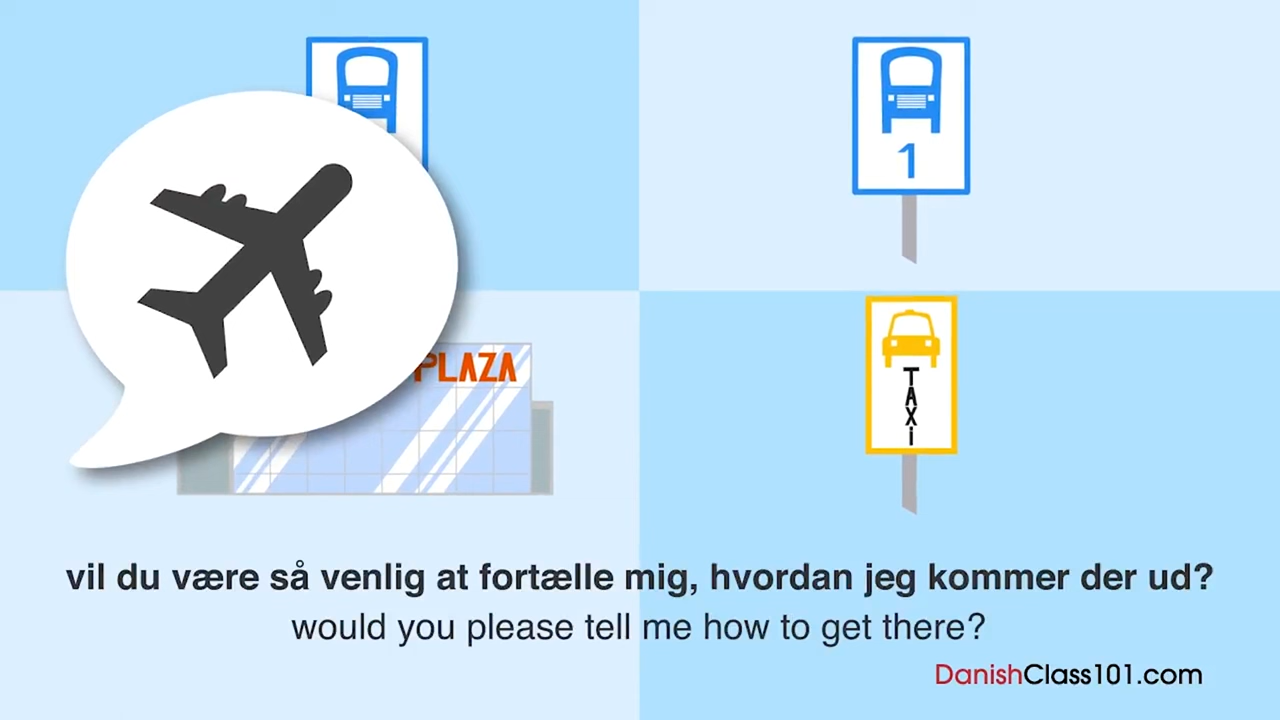 1
PLAZA
TAXi
vil du være så venlig at fortælle mig, hvordan jeg kommer der ud?
would you please tell me how to get there?
DanishClass101.com